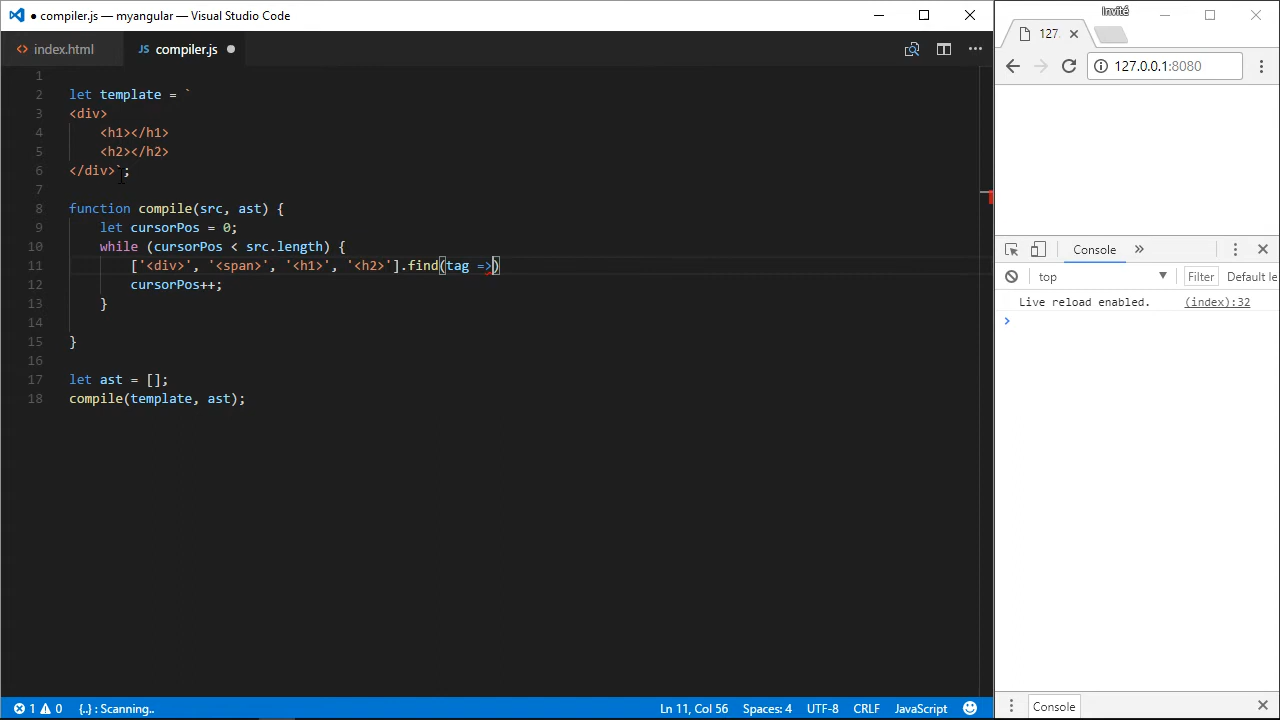 ● compiler.js — myangular — Visual Studio Code
<> index.html
JS compiler.js ●
1
2 let template = `
3 <div>
4     <h1></h1>
5     <h2></h2>
6 </div>`;
7
8 function compile(src, ast) {
9     let cursorPos = 0;
10     while (cursorPos < src.length) {
11         ['<div>', '<span>', '<h1>', '<h2>'].find(tag =>)
12         cursorPos++;
13     }
14
15 }
16
17 let ast = [];
18 compile(template, ast);
1 0 {..} : Scanning..
Ln 11, Col 56 Spaces: 4 UTF-8 CRLF JavaScript
Invité
127.
127.0.0.1:8080
Console »
top ▼ Filter Default le
Live reload enabled. (index):32
>
Console